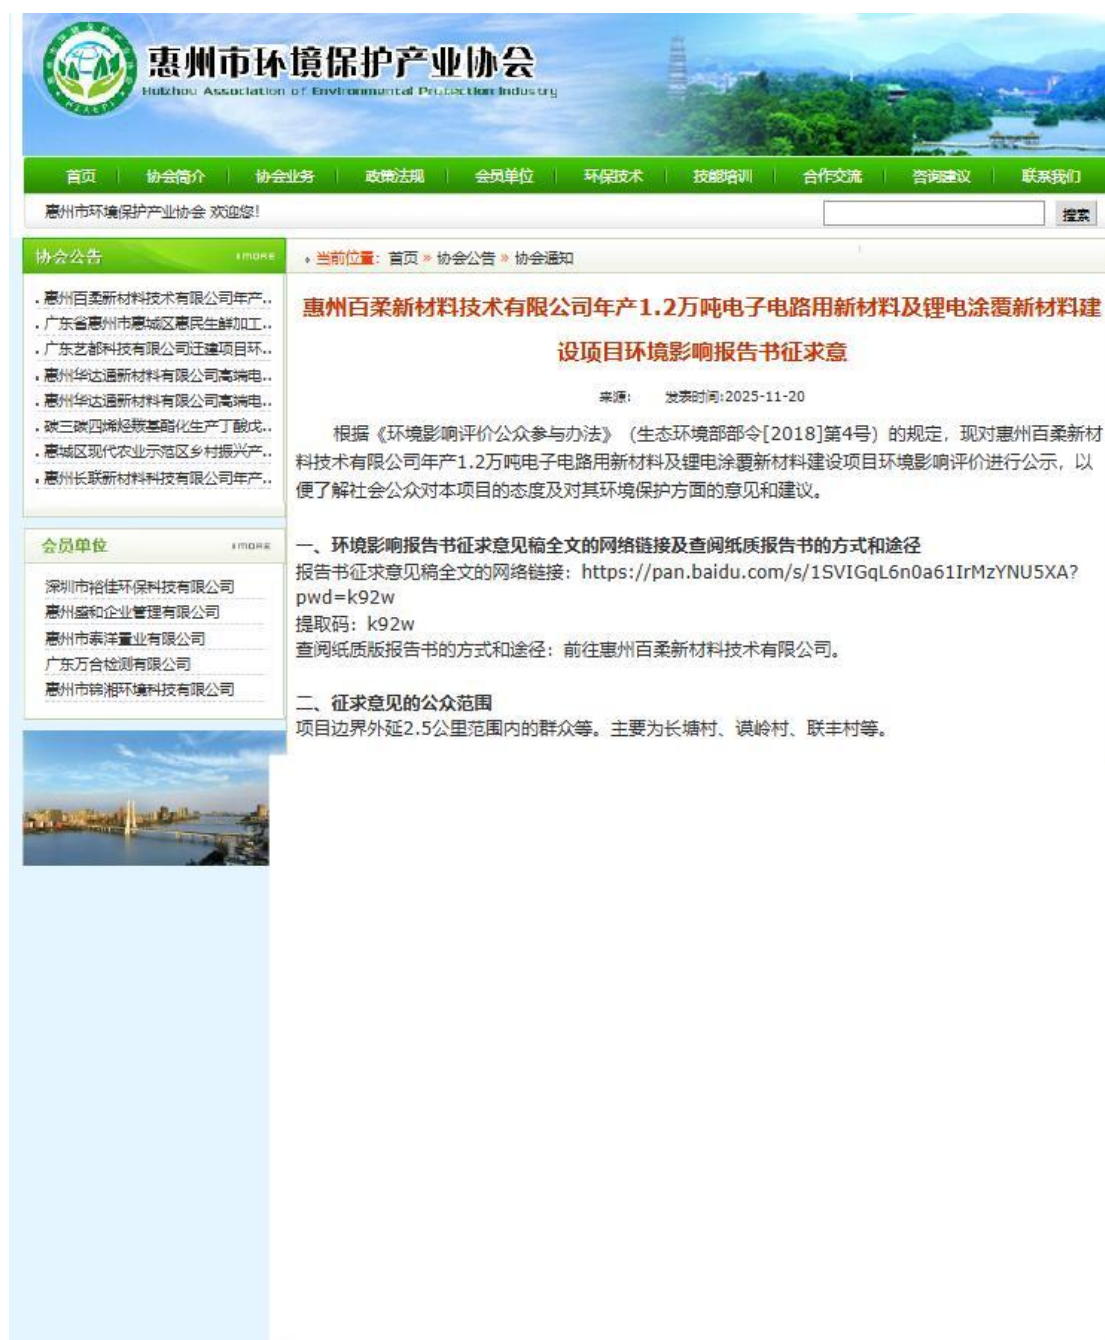 惠州市环境保护产业协会
Huizhou Association of Environmental Protection Industry
首页 协会简介 协会业务 政策法规 会员单位 环保技术 技能培训 合作交流 咨询建议 联系我们
惠州市环境保护产业协会 欢迎您!
搜索
协会公告 MORE
惠州百柔新材料技术有限公司年产..
广东省惠州市惠城区惠民生鲜加工..
广东艺都科技有限公司迁建项目环..
惠州华达通新材料有限公司高端电..
惠州华达通新材料有限公司高端电..
碳三碳四烯烃羰基酯化生产丁酸戊..
惠城区现代农业示范区乡村振兴产..
惠州长联新材料科技有限公司年产..
会员单位 MORE
深圳市裕佳环保科技有限公司
惠州盛和企业管理有限公司
惠州市泰洋置业有限公司
广东万合检测有限公司
惠州市锦湘环境科技有限公司
当前位置：首页 » 协会公告 » 协会通知
惠州百柔新材料技术有限公司年产1.2万吨电子电路用新材料及锂电涂覆新材料建
设项目环境影响报告书征求意
来源： 发表时间:2025-11-20
根据《环境影响评价公众参与办法》（生态环境部部令[2018]第4号）的规定，现对惠州百柔新材
料技术有限公司年产1.2万吨电子电路用新材料及锂电涂覆新材料建设项目环境影响评价进行公示，以
便了解社会公众对本项目的态度及对其环境保护方面的意见和建议。
一、环境影响报告书征求意见稿全文的网络链接及查阅纸质报告书的方式和途径
报告书征求意见稿全文的网络链接：https://pan.baidu.com/s/1SVIGqL6n0a61IrMzYNU5XA?
pwd=k92w
提取码：k92w
查阅纸质版报告书的方式和途径：前往惠州百柔新材料技术有限公司。
二、征求意见的公众范围
项目边界外延2.5公里范围内的群众等。主要为长塘村、谟岭村、联丰村等。